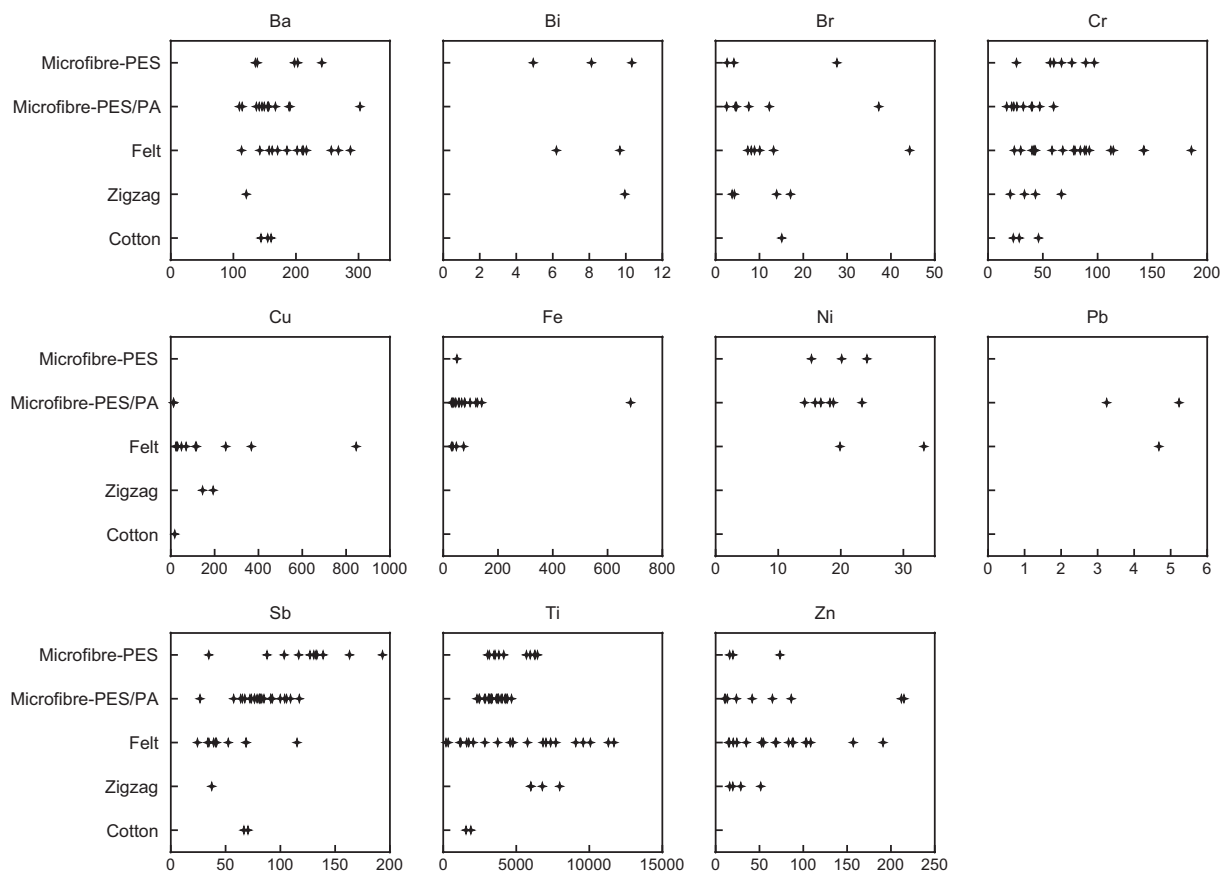 Ba Bi Br Cr
Microfibre-PES
Microfibre-PES/PA
Felt
Zigzag
Cotton
0 100 200 300 0 2 4 6 8 10 12 0 10 20 30 40 50 0 50 100 150 200
Cu Fe Ni Pb
Microfibre-PES
Microfibre-PES/PA
Felt
Zigzag
Cotton
0 200 400 600 800 1000 0 200 400 600 800 0 10 20 30 0 1 2 3 4 5 6
Sb Ti Zn
Microfibre-PES
Microfibre-PES/PA
Felt
Zigzag
Cotton
0 50 100 150 200 0 5000 10000 15000 0 50 100 150 200 250